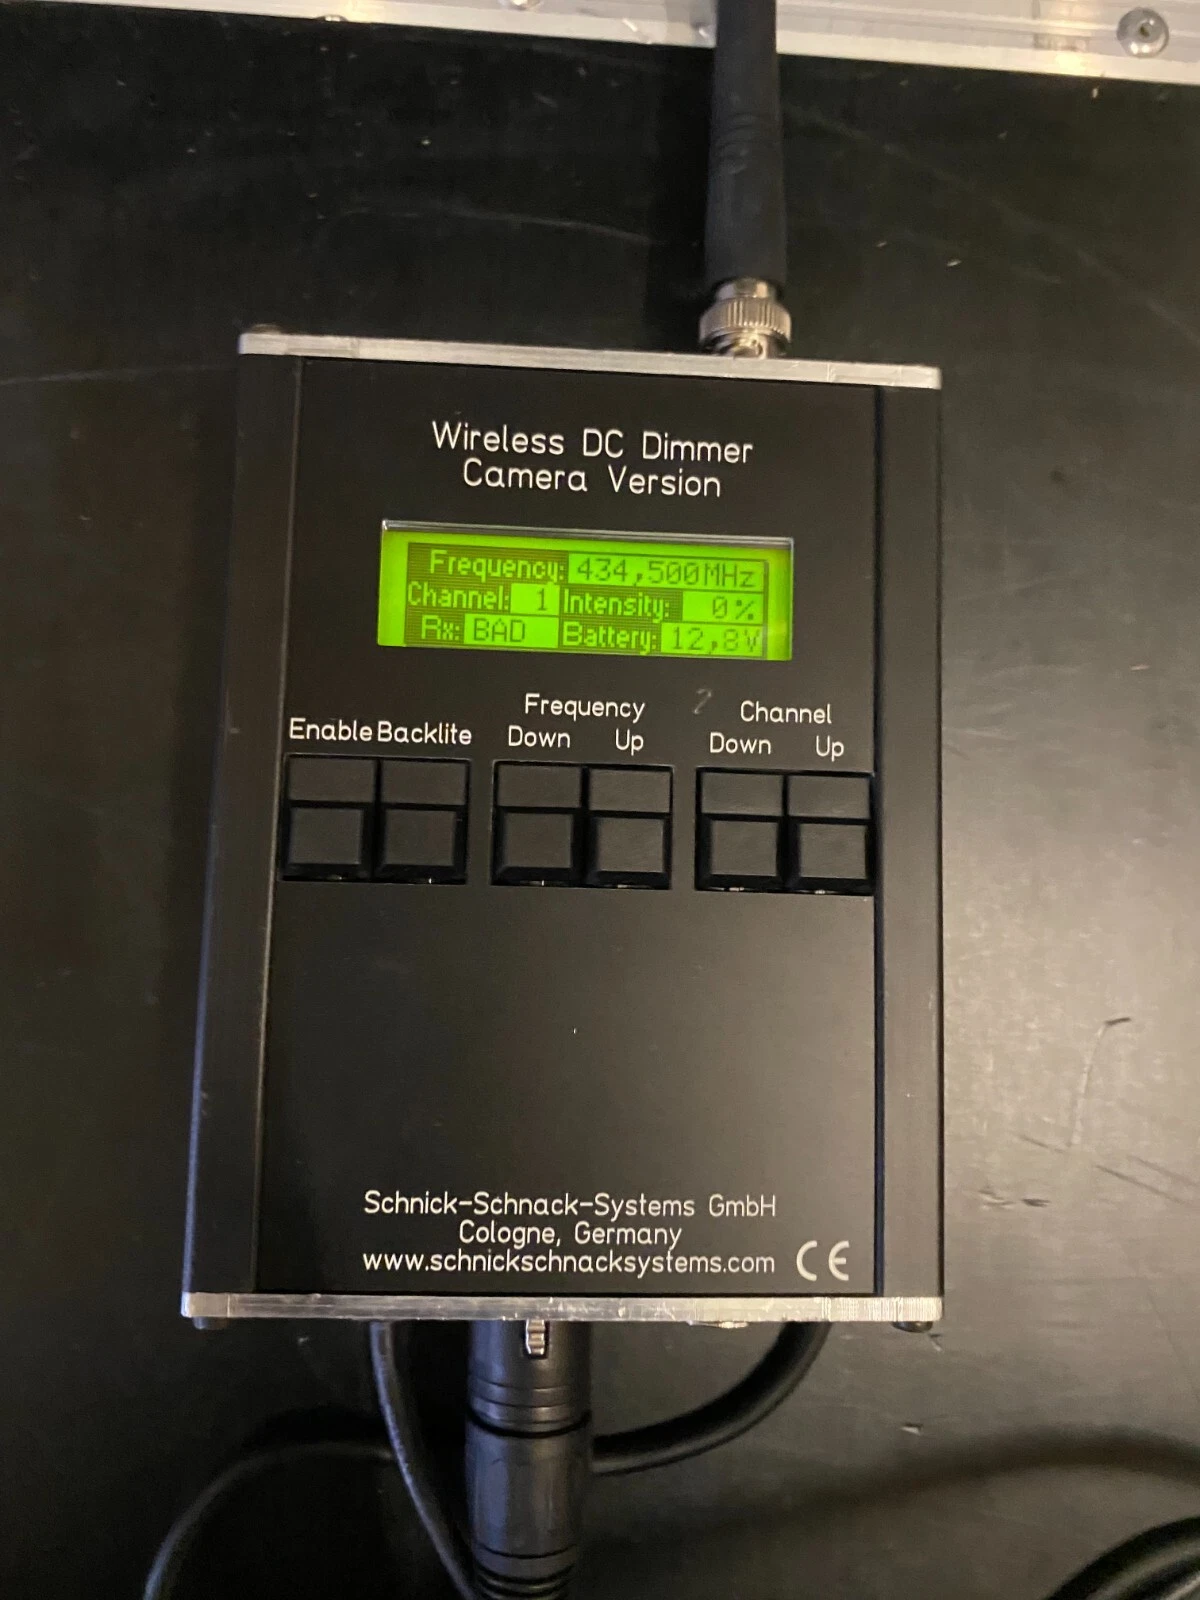 Wireless DC Dimmer
Camera Version
Frequency: 434,500MHz
Channel: 1 Intensity: 0%
Rx: BAD Battery: 12,8V
Enable Backlite
Frequency
Down Up
2
Channel
Down Up
Schnick-Schnack-Systems GmbH
Cologne, Germany
www.schnickschnacksystems.com CE